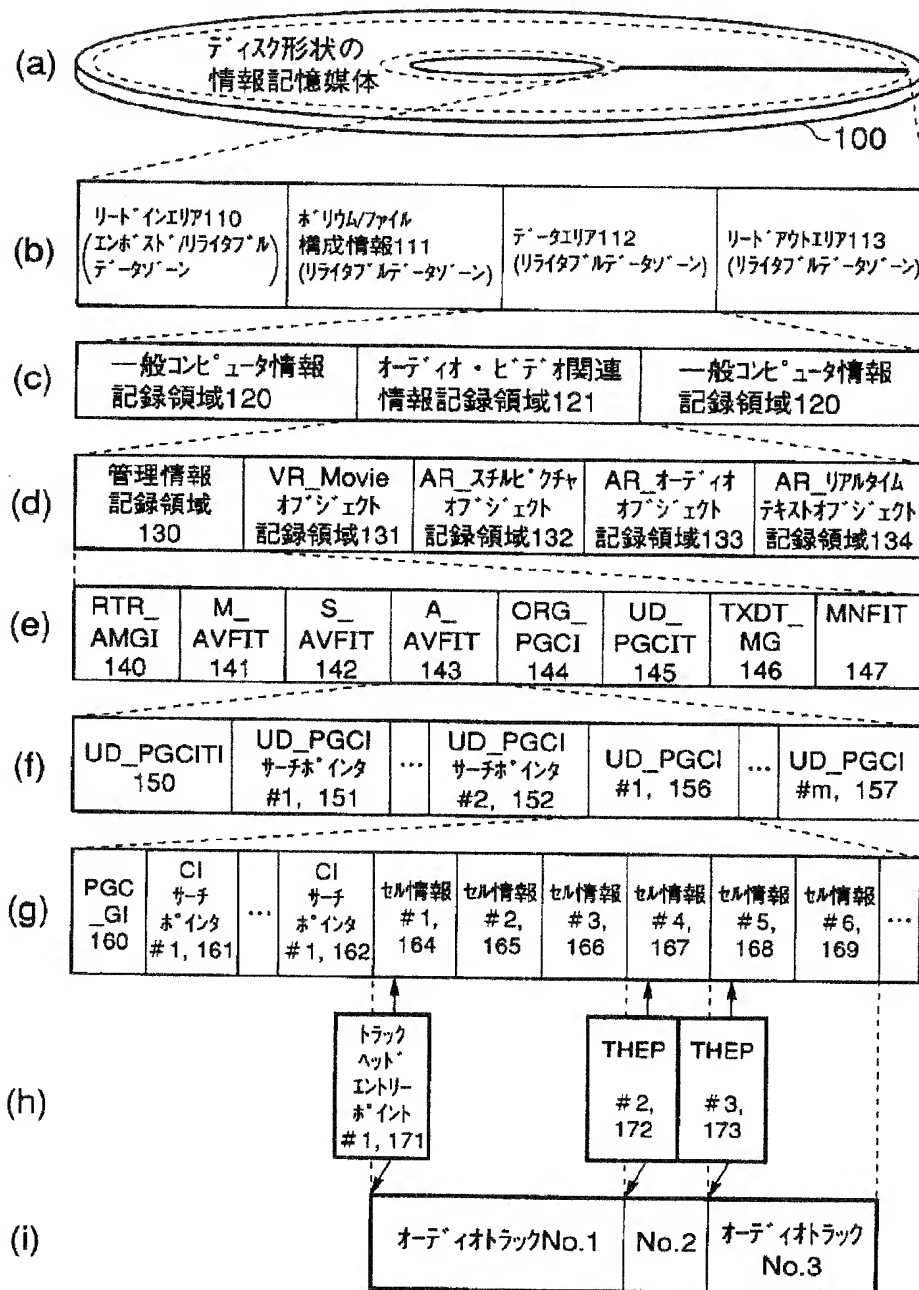 (a)
ディスク形状の
情報記憶媒体
100
(b)
リードインエリア110
(エンボスド/リライタブル
データゾーン)
ボリウム/ファイル
構成情報111
(リライタブルデータゾーン)
データエリア112
(リライタブルデータゾーン)
リードアウトエリア113
(リライタブルデータゾーン)
(c)
一般コンピュータ情報
記録領域120
オーディオ・ビデオ関連
情報記録領域121
一般コンピュータ情報
記録領域120
(d)
管理情報
記録領域
130
VR_Movie
オブジェクト
記録領域131
AR_スチルピクチャ
オブジェクト
記録領域132
AR_オーディオ
オブジェクト
記録領域133
AR_リアルタイム
テキストオブジェクト
記録領域134
(e)
RTR_
AMGI
140
M_
AVFIT
141
S_
AVFIT
142
A_
AVFIT
143
ORG_
PGCI
144
UD_
PGCIT
145
TXDT_
MG
146
MNFIT
147
(f)
UD_PGCITI
150
UD_PGCI
サーチポインタ
#1, 151
…
UD_PGCI
サーチポインタ
#2, 152
UD_PGCI
#1, 156
…
UD_PGCI
#m, 157
(g)
PGC
_GI
160
CI
サーチ
ポインタ
#1, 161
…
CI
サーチ
ポインタ
#1, 162
セル情報
#1,
164
セル情報
#2,
165
セル情報
#3,
166
セル情報
#4,
167
セル情報
#5,
168
セル情報
#6,
169
…
(h)
トラック
ヘッド
エントリー
ポイント
#1, 171
THEP
#2,
172
THEP
#3,
173
(i)
オーディオトラックNo.1
No.2
オーディオトラック
No.3